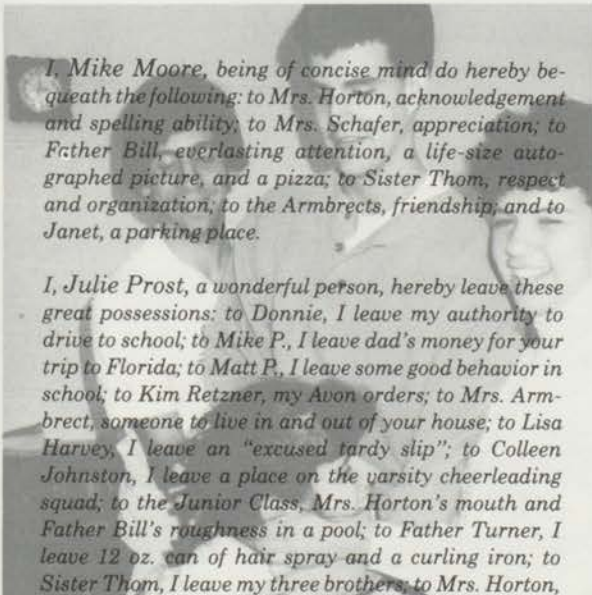 I, Mike Moore, being of concise mind do hereby be-
queath the following: to Mrs. Horton, acknowledgement
and spelling ability; to Mrs. Schafer, appreciation; to
Father Bill, everlasting attention, a life-size auto-
graphed picture, and a pizza; to Sister Thom, respect
and organization; to the Armbrects, friendship; and to
Janet, a parking place.
I, Julie Prost, a wonderful person, hereby leave these
great possessions: to Donnie, I leave my authority to
drive to school; to Mike P., I leave dad's money for your
trip to Florida; to Matt P., I leave some good behavior in
school; to Kim Retzner, my Avon orders; to Mrs. Arm-
brect, someone to live in and out of your house; to Lisa
Harvey, I leave an "excused tardy slip"; to Colleen
Johnston, I leave a place on the varsity cheerleading
squad; to the Junior Class, Mrs. Horton's mouth and
Father Bill's roughness in a pool; to Father Turner, I
leave 12 oz. can of hair spray and a curling iron; to
Sister Thom, I leave my three brothers; to Mrs. Horton,